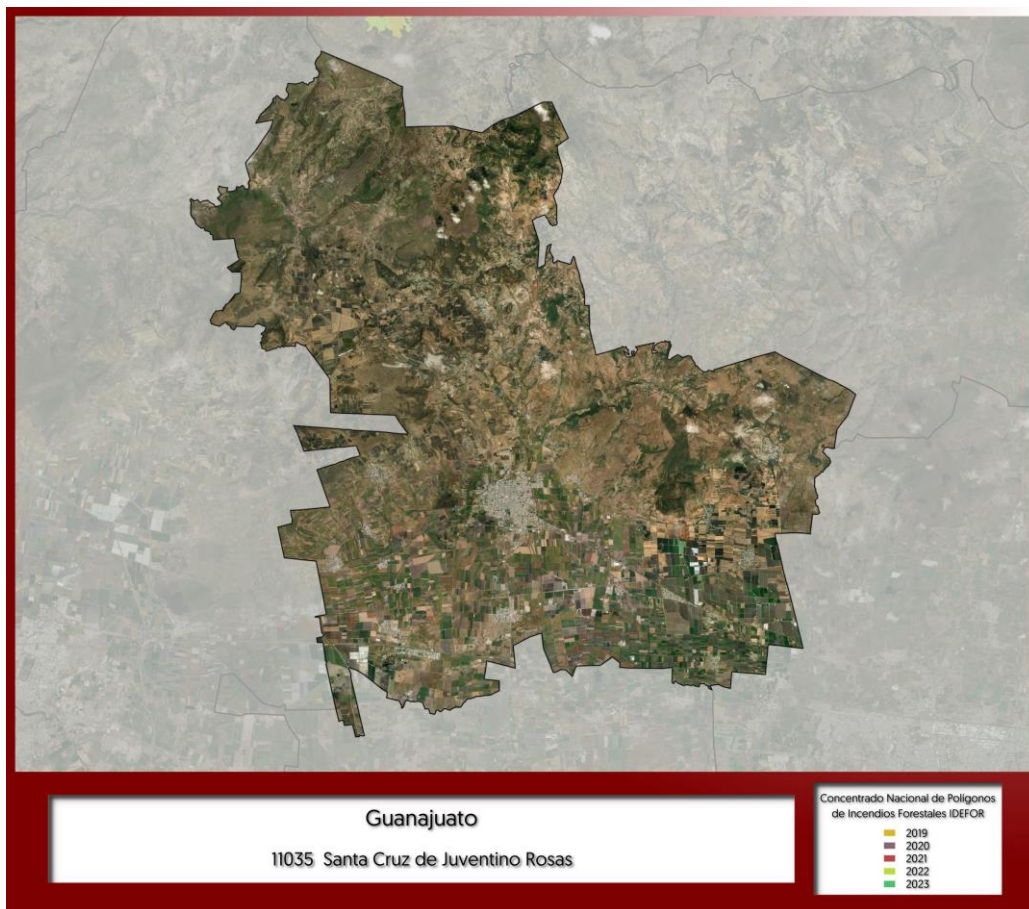 Guanajuato
11035 Santa Cruz de Juventino Rosas
Concentrado Nacional de Polígonos
de Incendios Forestales IDEFOR
2019
2020
2021
2022
2023